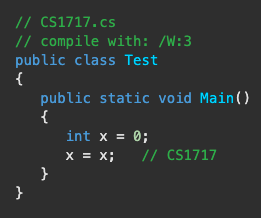 // CS1717.cs
// compile with: /W:3
public class Test
{
   public static void Main()
   {
      int x = 0;
      x = x;   // CS1717
   }
}